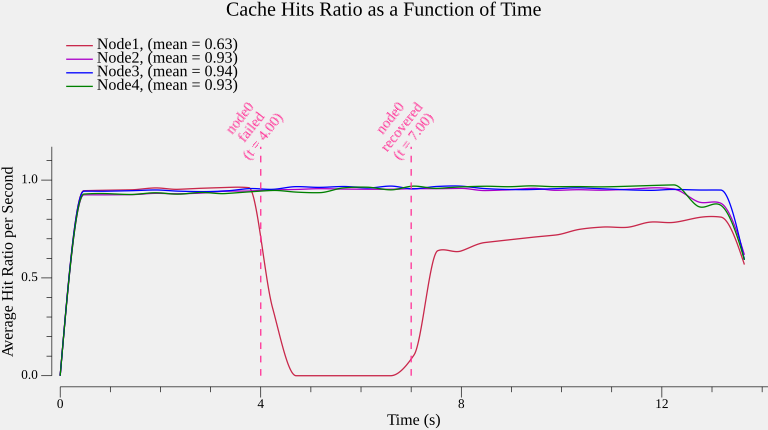 Cache Hits Ratio as a Function of Time
Node1, (mean = 0.63)
Node2, (mean = 0.93)
Node3, (mean = 0.94)
Node4, (mean = 0.93)
node0
failed
(t = 4.00)
node0
recovered
(t = 7.00)
Average Hit Ratio per Second
1.0
0.5
0.0
0
4
8
12
Time (s)